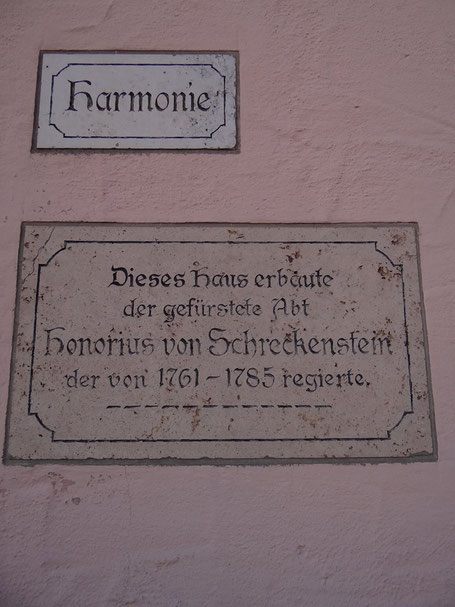 Harmonie
Dieses Haus erbaute
der gefürstete Abt
Honorius von Schreckenstein
der von 1761 – 1785 regierte.